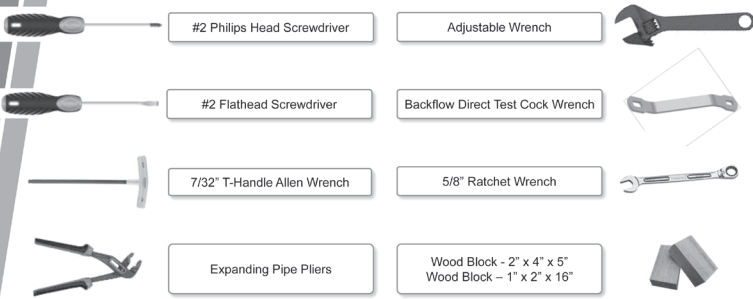 #2 Philips Head Screwdriver
Adjustable Wrench
#2 Flathead Screwdriver
Backflow Direct Test Cock Wrench
7/32” T-Handle Allen Wrench
5/8” Ratchet Wrench
Expanding Pipe Pliers
Wood Block - 2” x 4” x 5”
Wood Block – 1” x 2” x 16”